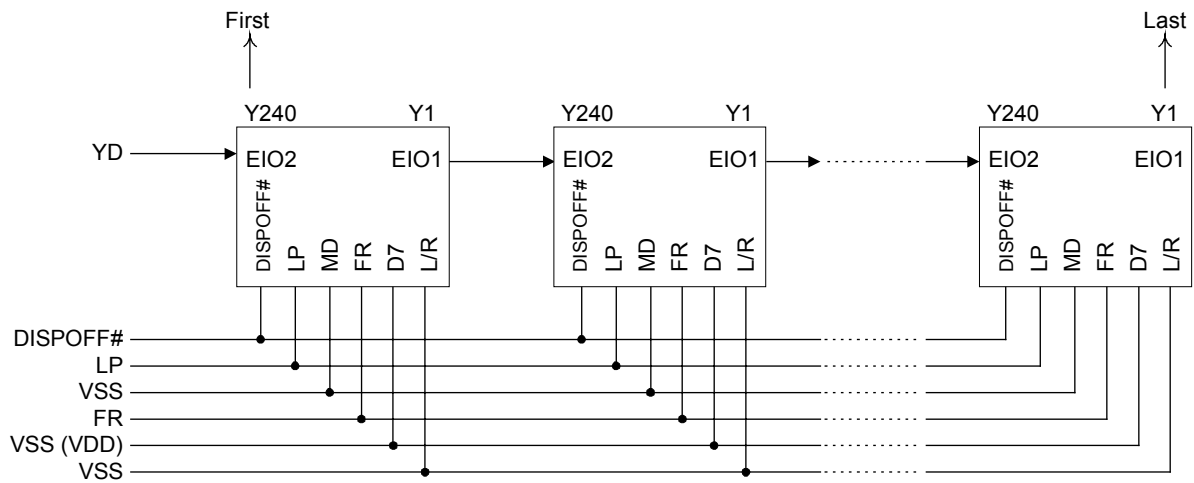 First Last
Y240 Y1 Y240 Y1 Y240 Y1
YD EIO2 EIO1 EIO2 EIO1 EIO2 EIO1
DISPOFF# LP MD FR D7 L/R DISPOFF# LP MD FR D7 L/R DISPOFF# LP MD FR D7 L/R
DISPOFF#
LP
VSS
FR
VSS (VDD)
VSS